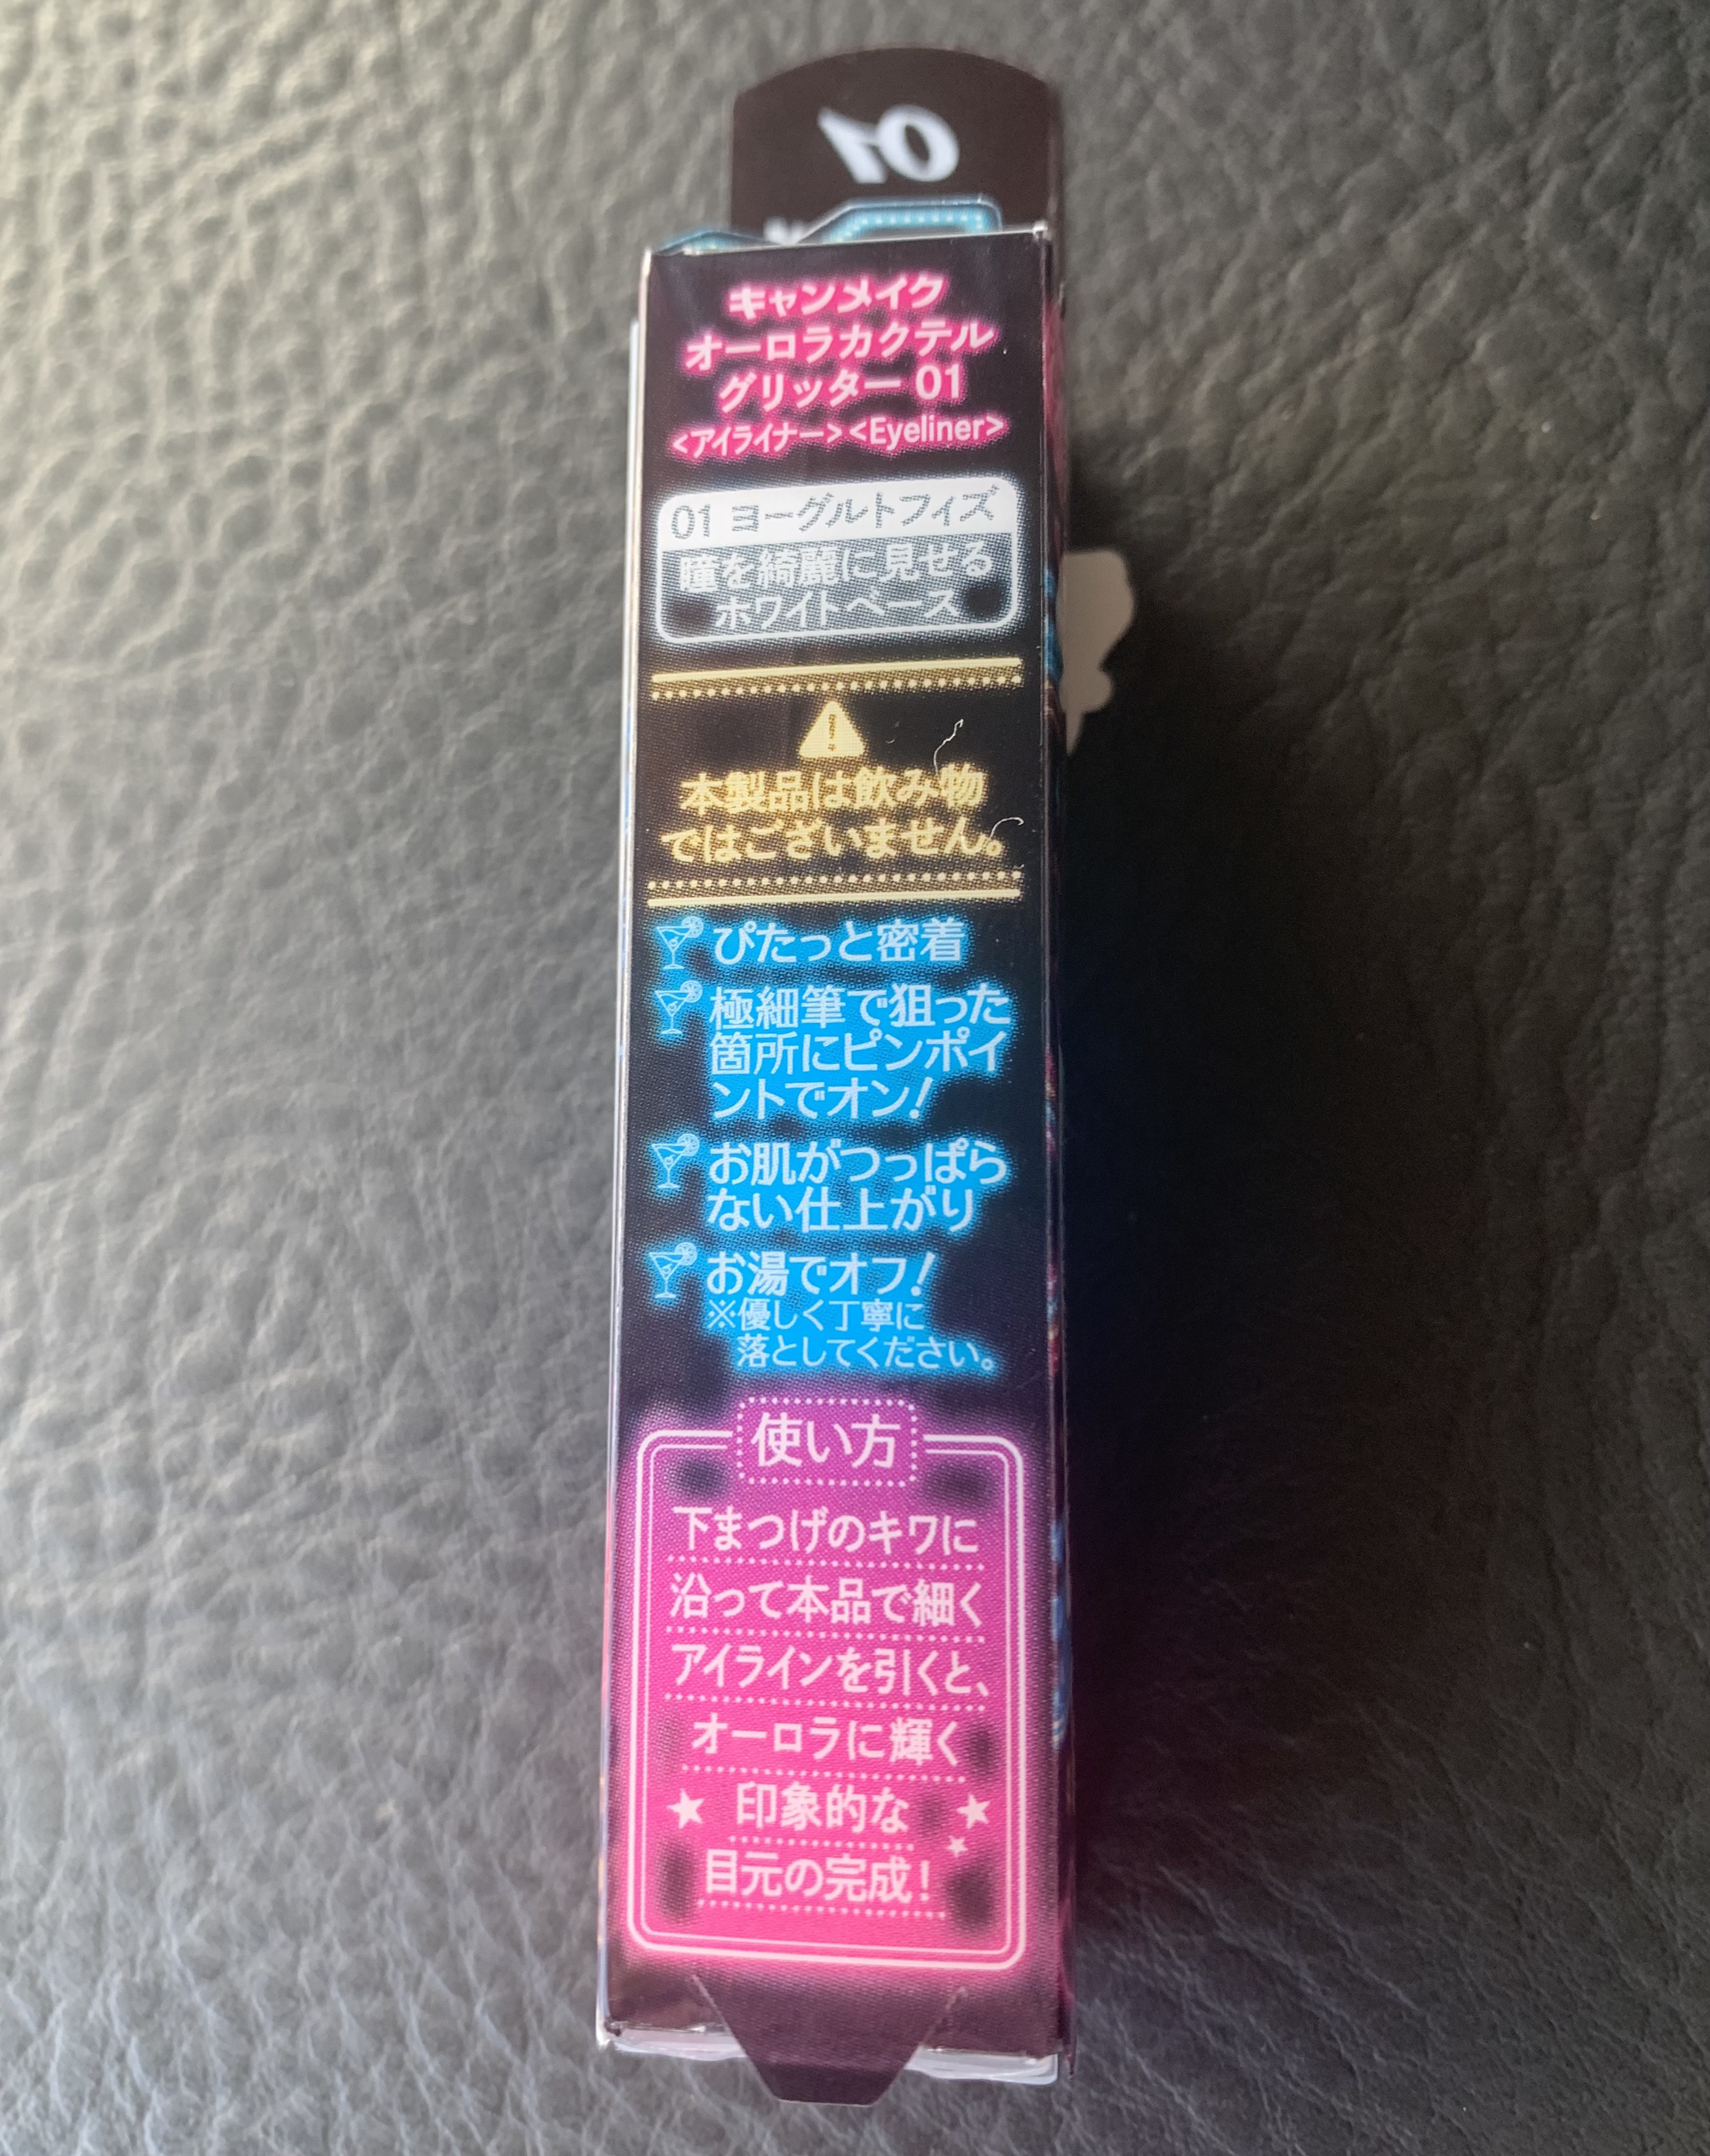 01
キャンメイク
オーロラカクテル
グリッター 01
<アイライナー><Eyeliner>
01 ヨーグルトフィズ
瞳を綺麗に見せる
ホワイトベース
本製品は飲み物
ではございません。
ぴたっと密着
極細筆で狙った
箇所にピンポイ
ントでオン!
お肌がつっぱら
ない仕上がり
お湯でオフ!
※優しく丁寧に
落としてください。
使い方
下まつげのキワに
沿って本品で細く
アイラインを引くと、
オーロラに輝く
印象的な
目元の完成!